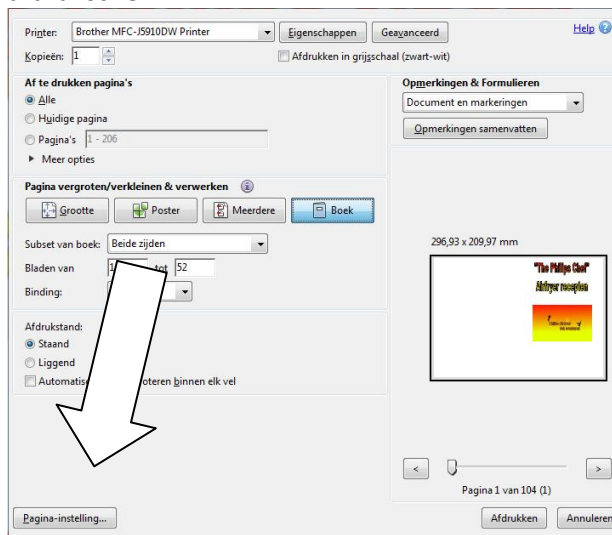 Printer: Brother MFC-J5910DW Printer Eigenschappen Geavanceerd Help
Kopieën: 1 Afdrukken in grijsschaal (zwart-wit)
Af te drukken pagina's
Alle
Huidige pagina
Pagina's 1 - 206
Meer opties
Opmerkingen & Formulieren
Document en markeringen
Opmerkingen samenvatten
Pagina vergroten/verkleinen & verwerken
Grootte Poster Meerdere Boek
Subset van boek: Beide zijden
Bladen van 1 tot 52
Binding:
Afdrukstand:
Staand
Liggend
oteren binnen elk vel
296,93 x 209,97 mm
"The Philips Chef"
Airfryer recepten
< >
Pagina 1 van 104 (1)
Pagina-instelling... Afdrukken Annuleren